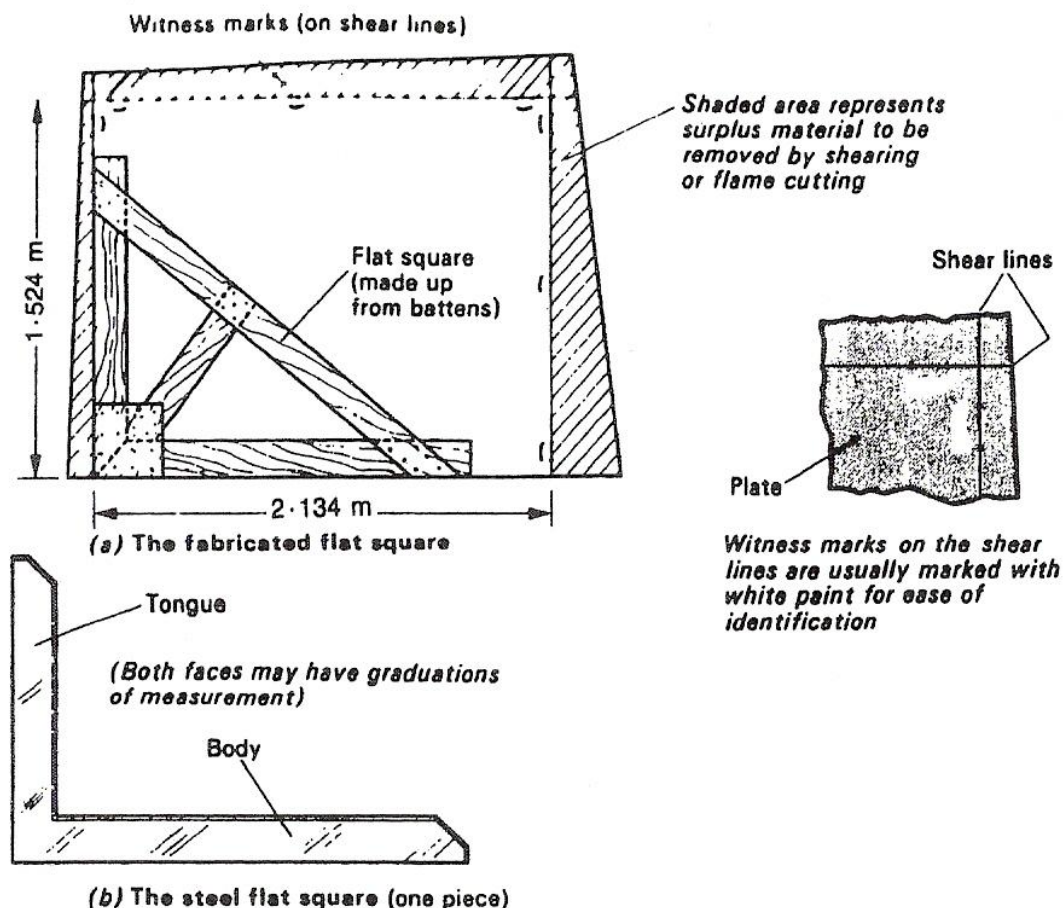 Witness marks (on shear lines)
Shaded area represents
surplus material to be
removed by shearing
or flame cutting
1·524 m
Flat square
(made up
from battens)
2·134 m
(a) The fabricated flat square
Shear lines
Plate
Witness marks on the shear
lines are usually marked with
white paint for ease of
identification
Tongue
(Both faces may have graduations
of measurement)
Body
(b) The steel flat square (one piece)